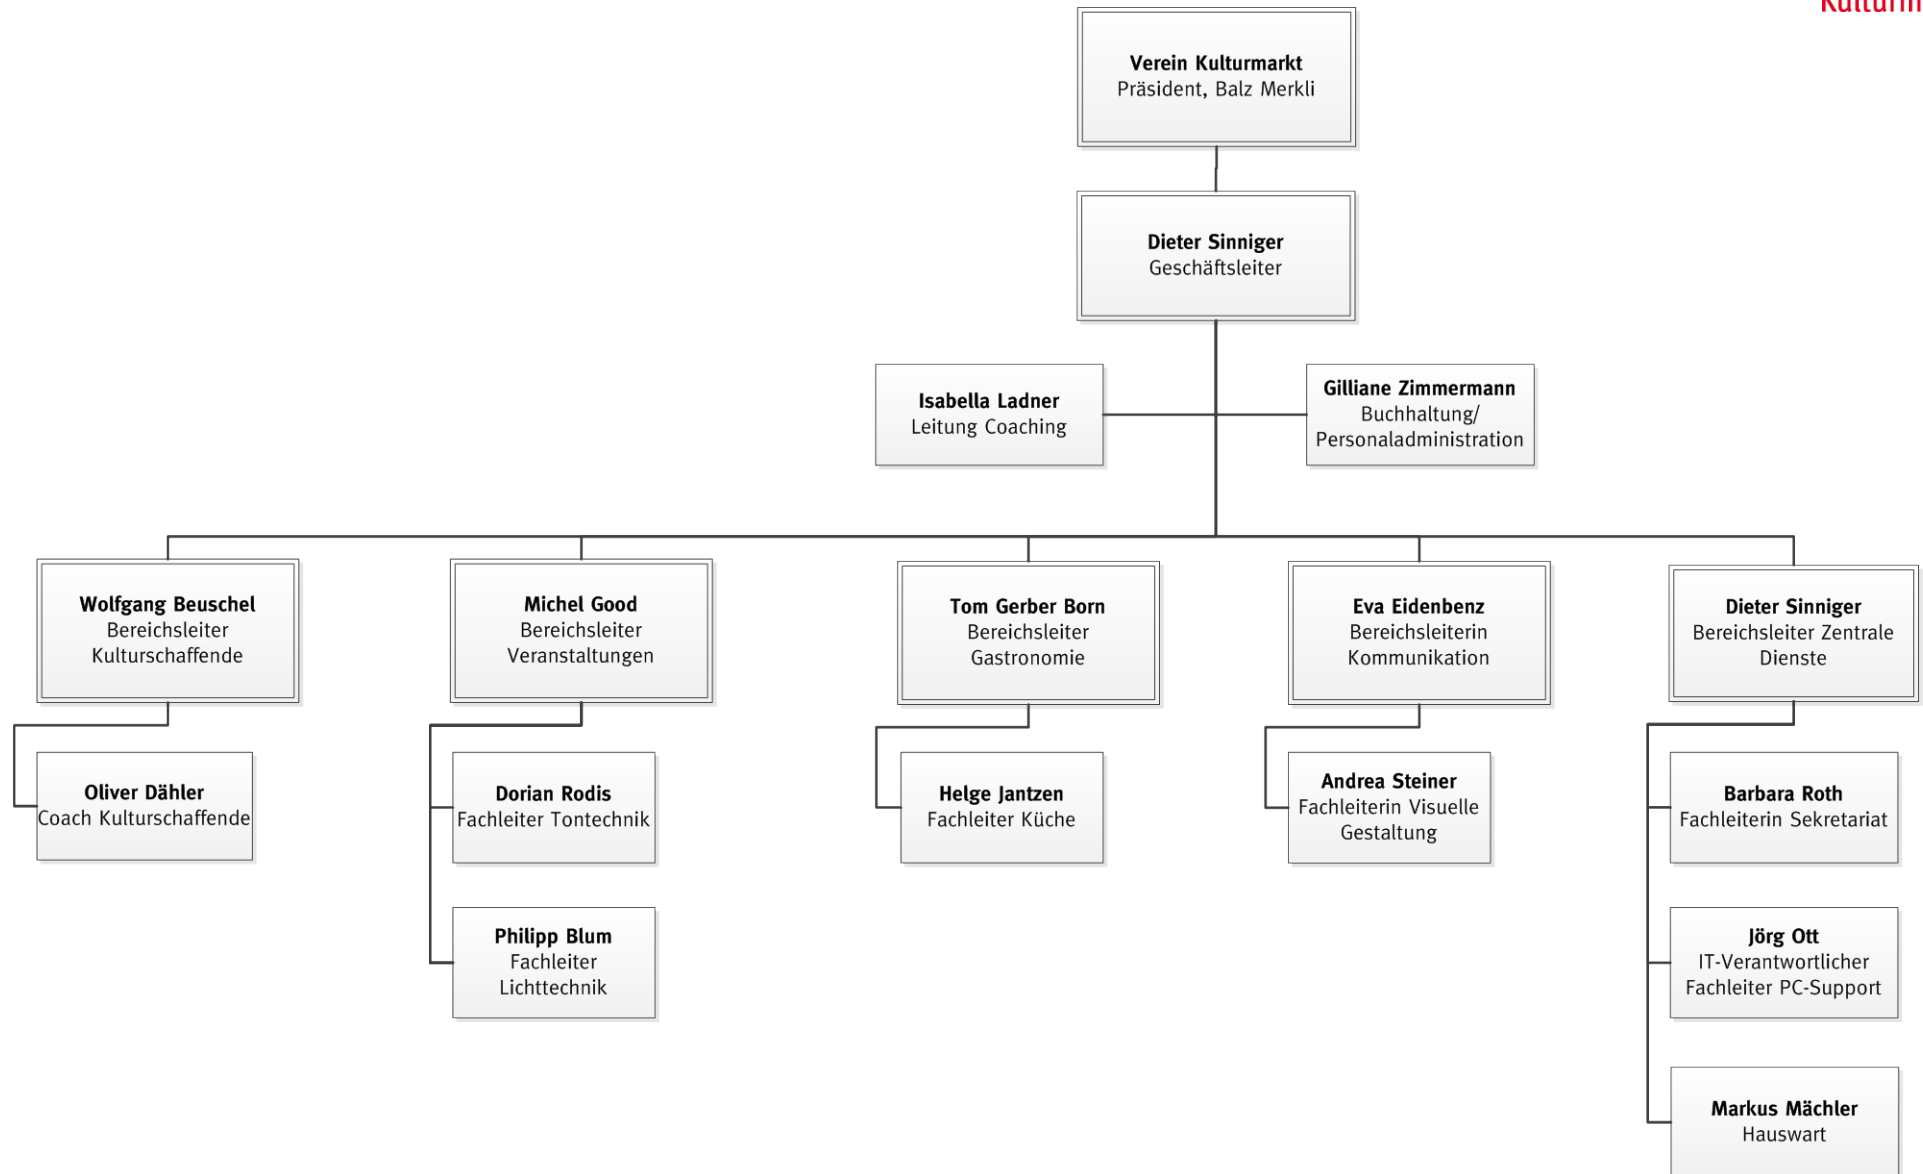 Verein Kulturmarkt
Präsident, Balz Merkli
Dieter Sinniger
Geschäftsleiter
Isabella Ladner
Leitung Coaching
Gilliane Zimmermann
Buchhaltung/
Personaladministration
Wolfgang Beuschel
Bereichsleiter
Kulturschaffende
Michel Good
Bereichsleiter
Veranstaltungen
Tom Gerber Born
Bereichsleiter
Gastronomie
Eva Eidenbenz
Bereichsleiterin
Kommunikation
Dieter Sinniger
Bereichsleiter Zentrale
Dienste
Oliver Dähler
Coach Kulturschaffende
Dorian Rodis
Fachleiter Tontechnik
Helge Jantzen
Fachleiter Küche
Andrea Steiner
Fachleiterin Visuelle
Gestaltung
Barbara Roth
Fachleiterin Sekretariat
Philipp Blum
Fachleiter
Lichttechnik
Jörg Ott
IT-Verantwortlicher
Fachleiter PC-Support
Markus Mächler
Hauswart